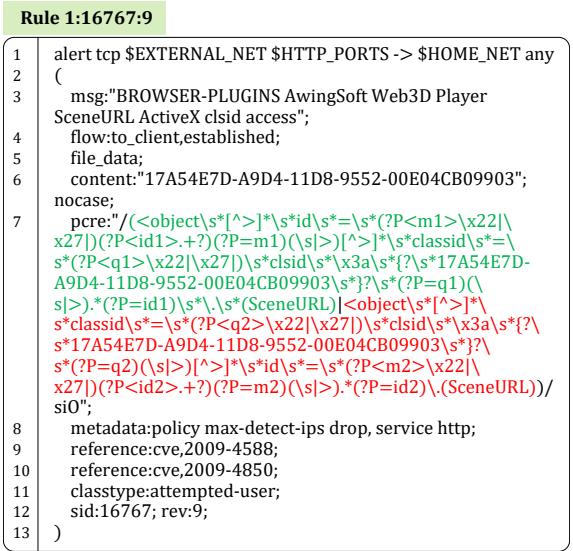 Rule 1:16767:9
1 alert tcp $EXTERNAL_NET $HTTP_PORTS -> $HOME_NET any
2 (
3 msg:"BROWSER-PLUGINS AwingSoft Web3D Player
SceneURL ActiveX clsid access";
4 flow:to_client,established;
5 file_data;
6 content:"17A54E7D-A9D4-11D8-9552-00E04CB09903";
nocase;
7 pcre:"/(<object\s*[^>]*\s*id\s*=\s*(?P<m1>\x22|\
x27|)(?P<id1>.+?)(?P=m1)(\s|>)[^>]*\s*classid\s*=\
s*(?P<q1>\x22|\x27|)\s*clsid\s*\x3a\s*{?\s*17A54E7D-
A9D4-11D8-9552-00E04CB09903\s*}?\s*(?P=q1)(\
s|>).*(?P=id1)\s*\.\s*(SceneURL)|<object\s*[^>]*\
s*classid\s*=\s*(?P<q2>\x22|\x27|)\s*clsid\s*\x3a\s*{?\
s*17A54E7D-A9D4-11D8-9552-00E04CB09903\s*}?\
s*(?P=q2)(\s|>)[^>]*\s*id\s*=\s*(?P<m2>\x22|\
x27|)(?P<id2>.+?)(?P=m2)(\s|>).*(?P=id2)\.(SceneURL))/
siO";
8 metadata:policy max-detect-ips drop, service http;
9 reference:cve,2009-4588;
10 reference:cve,2009-4850;
11 classtype:attempted-user;
12 sid:16767; rev:9;
13 )